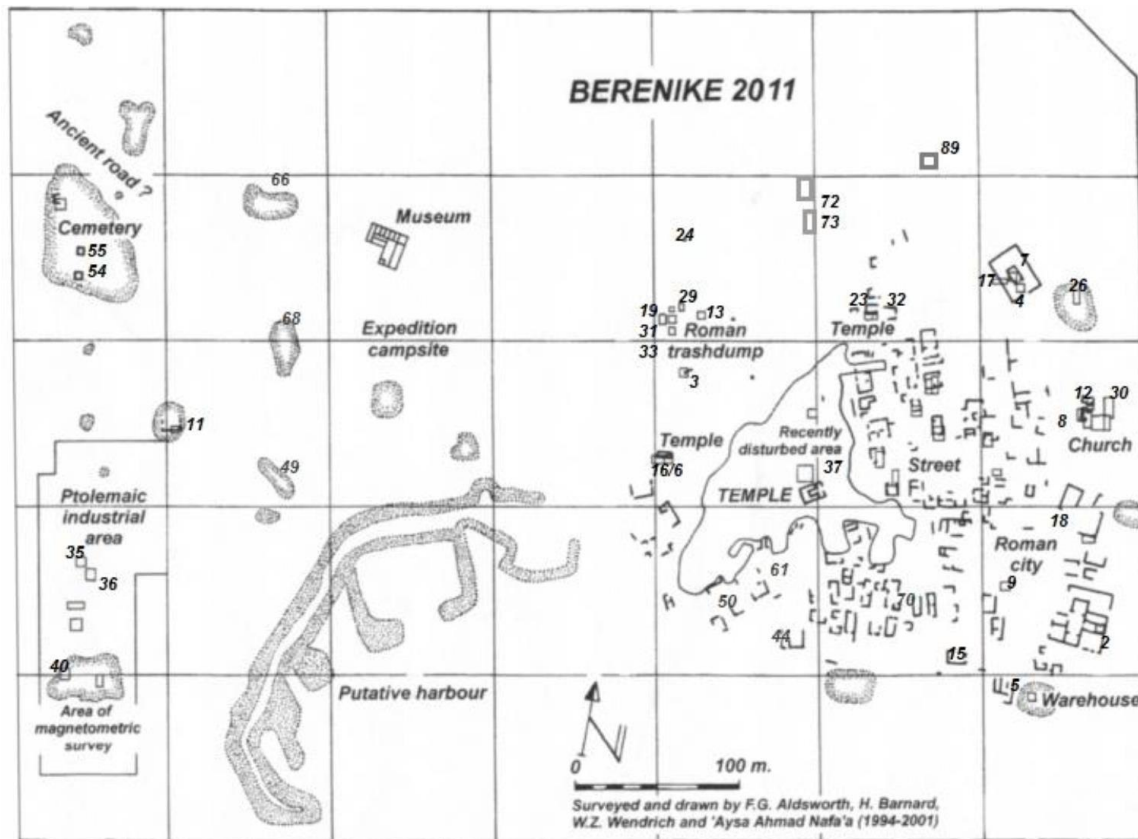 BERENIKE 2011
89
Ancient road ?
66
72
Museum
73
Cemetery
24
55
7
54
17
26
4
29
23
32
19
13
68
31
Roman
Temple
Expedition
campsite
33
trashdump
3
12
30
11
8
Church
Temple
Recently
disturbed area
49
16/6
37
Street
Ptolemaic
industrial
area
TEMPLE
18
35
Roman
city
36
61
9
50
70
44
2
15
40
Putative harbour
5
Warehouse
Area of
magnetometric
survey
N
0
100 m.
Surveyed and drawn by F.G. Aldsworth, H. Barnard,
W.Z. Wendrich and 'Aysa Ahmad Nafa'a (1994-2001)